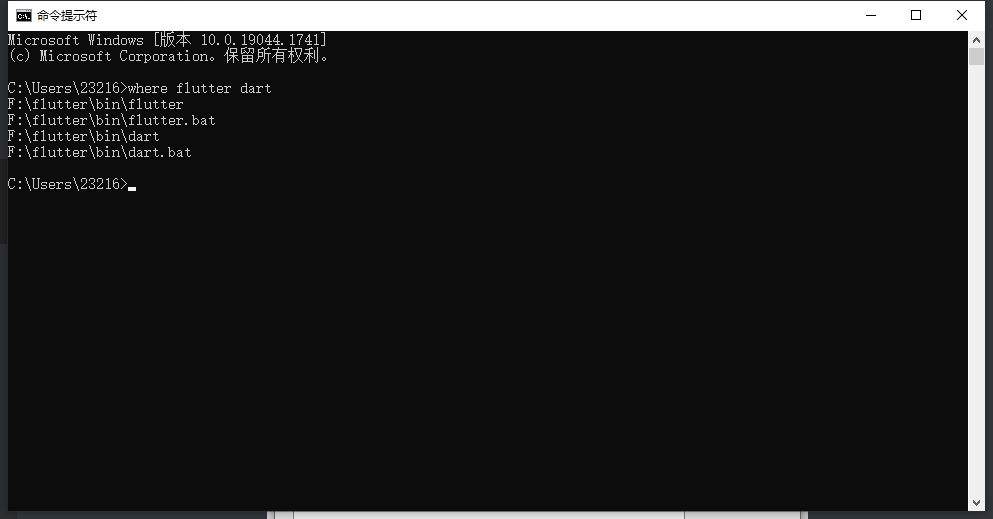 命令提示符
Microsoft Windows [版本 10.0.19044.1741]
(c) Microsoft Corporation。保留所有权利。
C:\Users\23216>where flutter dart
F:\flutter\bin\flutter
F:\flutter\bin\flutter.bat
F:\flutter\bin\dart
F:\flutter\bin\dart.bat
C:\Users\23216>